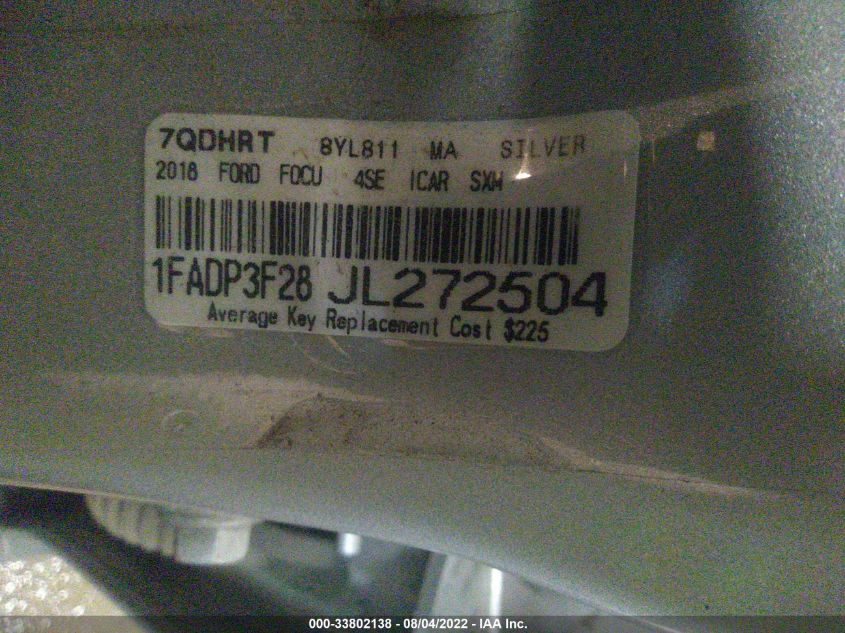 7QDHRT 8YL811 MA SILVER
2018 FORD FOCU 4SE ICAR SXM
1FADP3F28 JL272504
Average Key Replacement Cost $225
000-33802138 - 08/04/2022 - IAA Inc.